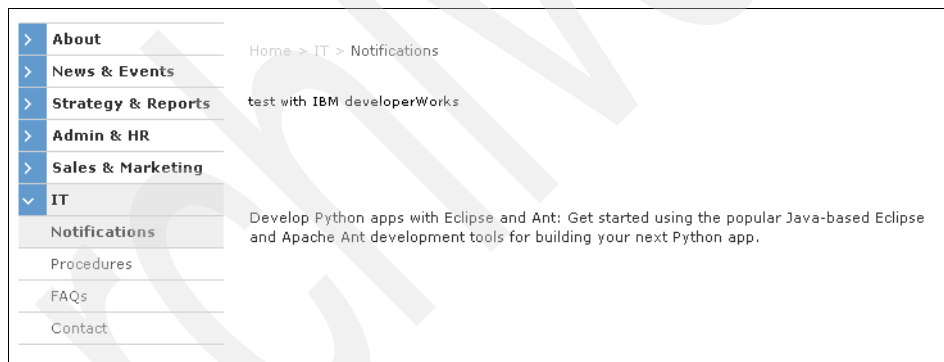 About
News & Events
Strategy & Reports
Admin & HR
Sales & Marketing
IT
Notifications
Procedures
FAQs
Contact
Home > IT > Notifications
test with IBM developerWorks
Develop Python apps with Eclipse and Ant: Get started using the popular Java-based Eclipse
and Apache Ant development tools for building your next Python app.